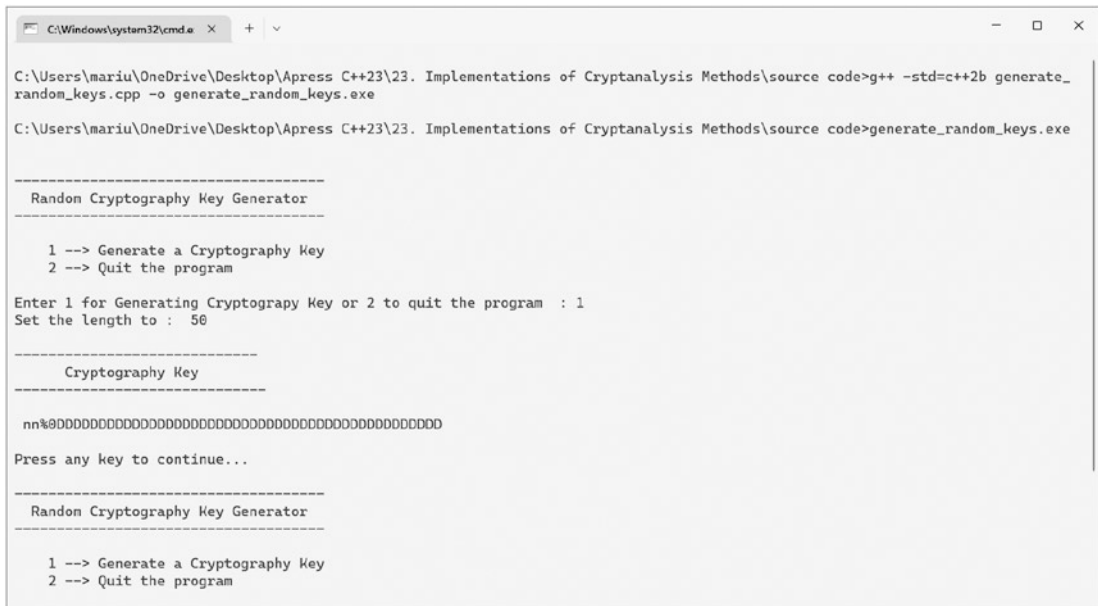 C:\Windows\system32\cmd.e
C:\Users\mariu\OneDrive\Desktop\Apress C++23\23. Implementations of Cryptanalysis Methods\source code>g++ -std=c++2b generate_
random_keys.cpp -o generate_random_keys.exe
C:\Users\mariu\OneDrive\Desktop\Apress C++23\23. Implementations of Cryptanalysis Methods\source code>generate_random_keys.exe
-------------------------------------
Random Cryptography Key Generator
-------------------------------------
1 --> Generate a Cryptography Key
2 --> Quit the program
Enter 1 for Generating Cryptograpy Key or 2 to quit the program  : 1
Set the length to :  50
-----------------------------
Cryptography Key
------------------------------
nn%0DDDDDDDDDDDDDDDDDDDDDDDDDDDDDDDDDDDDDDDDDDDDDD
Press any key to continue...
-------------------------------------
Random Cryptography Key Generator
-------------------------------------
1 --> Generate a Cryptography Key
2 --> Quit the program